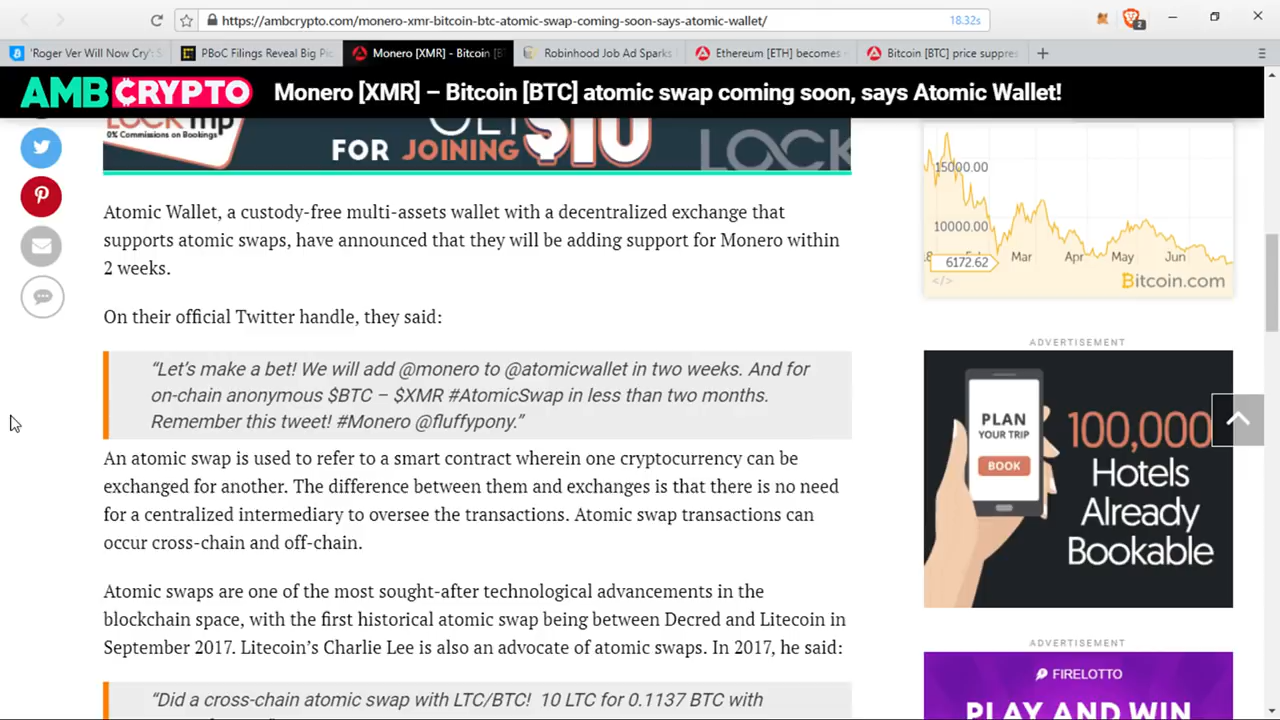 https://ambcrypto.com/monero-xmr-bitcoin-btc-atomic-swap-coming-soon-says-atomic-wallet/
18.32s
2
'Roger Ver Will Now Cry':
PBoC Filings Reveal Big Pic
Monero [XMR] – Bitcoin [B
Robinhood Job Ad Sparks
Ethereum [ETH] becomes
Bitcoin [BTC] price suppres
AMBCRYPTO
Monero [XMR] – Bitcoin [BTC] atomic swap coming soon, says Atomic Wallet!
0% Commissions on Bookings
FOR JOINING $10
LOCK
Atomic Wallet, a custody-free multi-assets wallet with a decentralized exchange that
supports atomic swaps, have announced that they will be adding support for Monero within
2 weeks.
On their official Twitter handle, they said:
“Let’s make a bet! We will add @monero to @atomicwallet in two weeks. And for
on-chain anonymous $BTC – $XMR #AtomicSwap in less than two months.
Remember this tweet! #Monero @fluffypony.”
An atomic swap is used to refer to a smart contract wherein one cryptocurrency can be
exchanged for another. The difference between them and exchanges is that there is no need
for a centralized intermediary to oversee the transactions. Atomic swap transactions can
occur cross-chain and off-chain.
Atomic swaps are one of the most sought-after technological advancements in the
blockchain space, with the first historical atomic swap being between Decred and Litecoin in
September 2017. Litecoin’s Charlie Lee is also an advocate of atomic swaps. In 2017, he said:
“Did a cross-chain atomic swap with LTC/BTC! 10 LTC for 0.1137 BTC with
15000.00
10000.00
6172.62
Mar Apr May Jun
</>
Bitcoin.com
ADVERTISEMENT
PLAN
YOUR TRIP
BOOK
100,000
Hotels
Already
Bookable
ADVERTISEMENT
FIRELOTTO
PLAY AND WIN